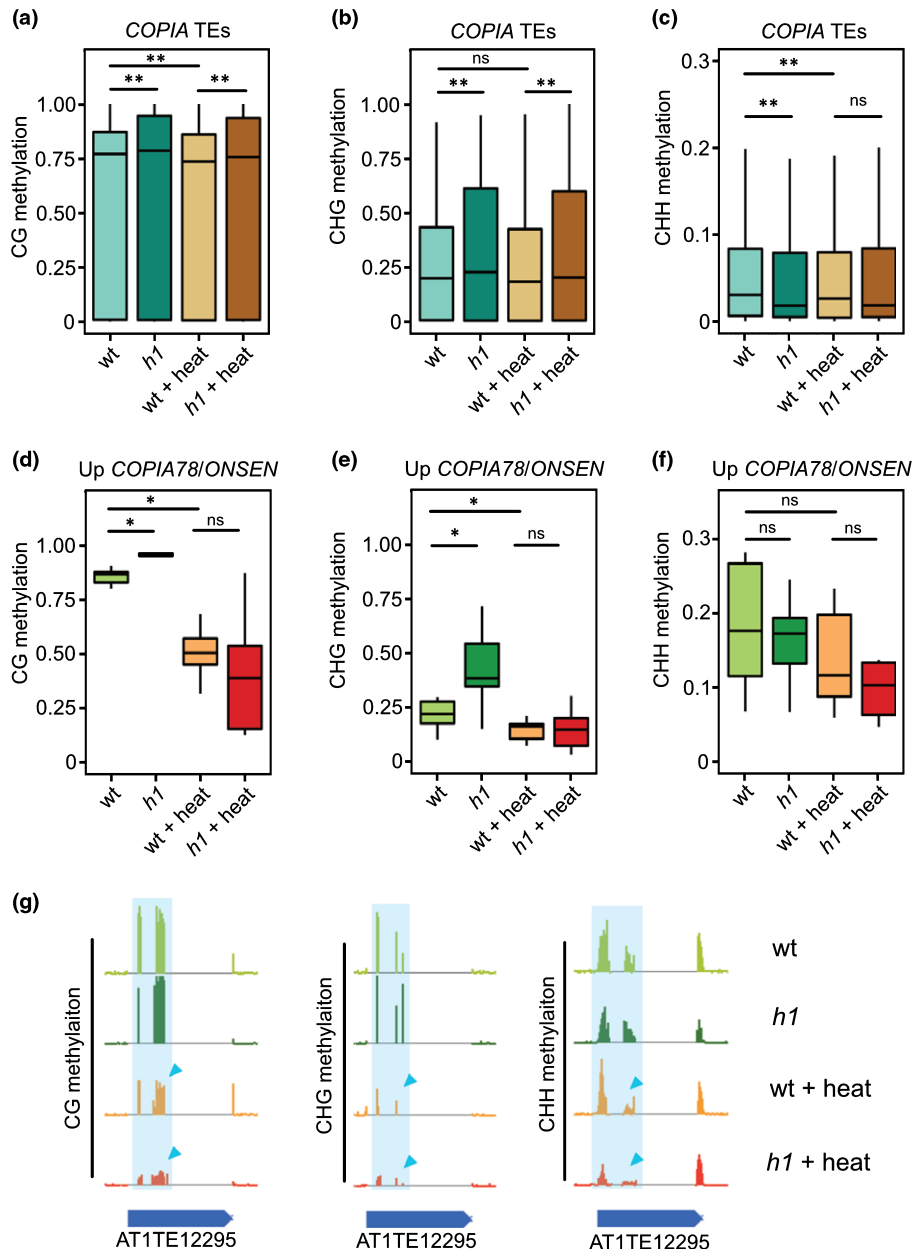 (a)
COPIA TEs
CG methylation
1.00
0.75
0.50
0.25
0
**
**
**
wt
h1
wt + heat
h1 + heat
(b)
COPIA TEs
CHG methylation
1.00
0.75
0.50
0.25
0
ns
**
**
wt
h1
wt + heat
h1 + heat
(c)
COPIA TEs
CHH methylation
0.3
0.2
0.1
0
**
**
ns
wt
h1
wt + heat
h1 + heat
(d)
Up COPIA78/ONSEN
CG methylation
1.00
0.75
0.50
0.25
0
*
*
ns
wt
h1
wt + heat
h1 + heat
(e)
Up COPIA78/ONSEN
CHG methylation
1.00
0.75
0.50
0.25
0
*
*
ns
wt
h1
wt + heat
h1 + heat
(f)
Up COPIA78/ONSEN
CHH methylation
0.3
0.2
0.1
0
ns
ns
ns
wt
h1
wt + heat
h1 + heat
(g)
CG methylaiton
AT1TE12295
CHG methylation
AT1TE12295
CHH methylation
AT1TE12295
wt
h1
wt + heat
h1 + heat